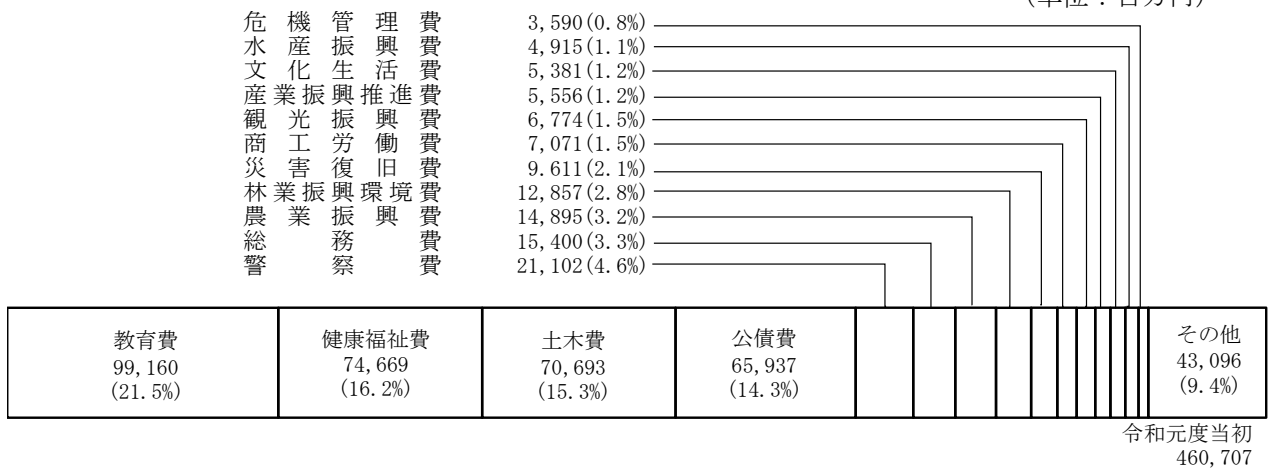 (単位：百万円)
危機管理費 3,590(0.8%)
水産振興費 4,915(1.1%)
文化生活費 5,381(1.2%)
産業振興推進費 5,556(1.2%)
観光振興費 6,774(1.5%)
商工労働費 7,071(1.5%)
災害復旧費 9.611(2.1%)
林業振興環境費 12,857(2.8%)
農業振興費 14,895(3.2%)
総務費 15,400(3.3%)
警察費 21,102(4.6%)
教育費
99,160
(21.5%)
健康福祉費
74,669
(16.2%)
土木費
70,693
(15.3%)
公債費
65,937
(14.3%)
その他
43,096
(9.4%)
令和元度当初
460,707